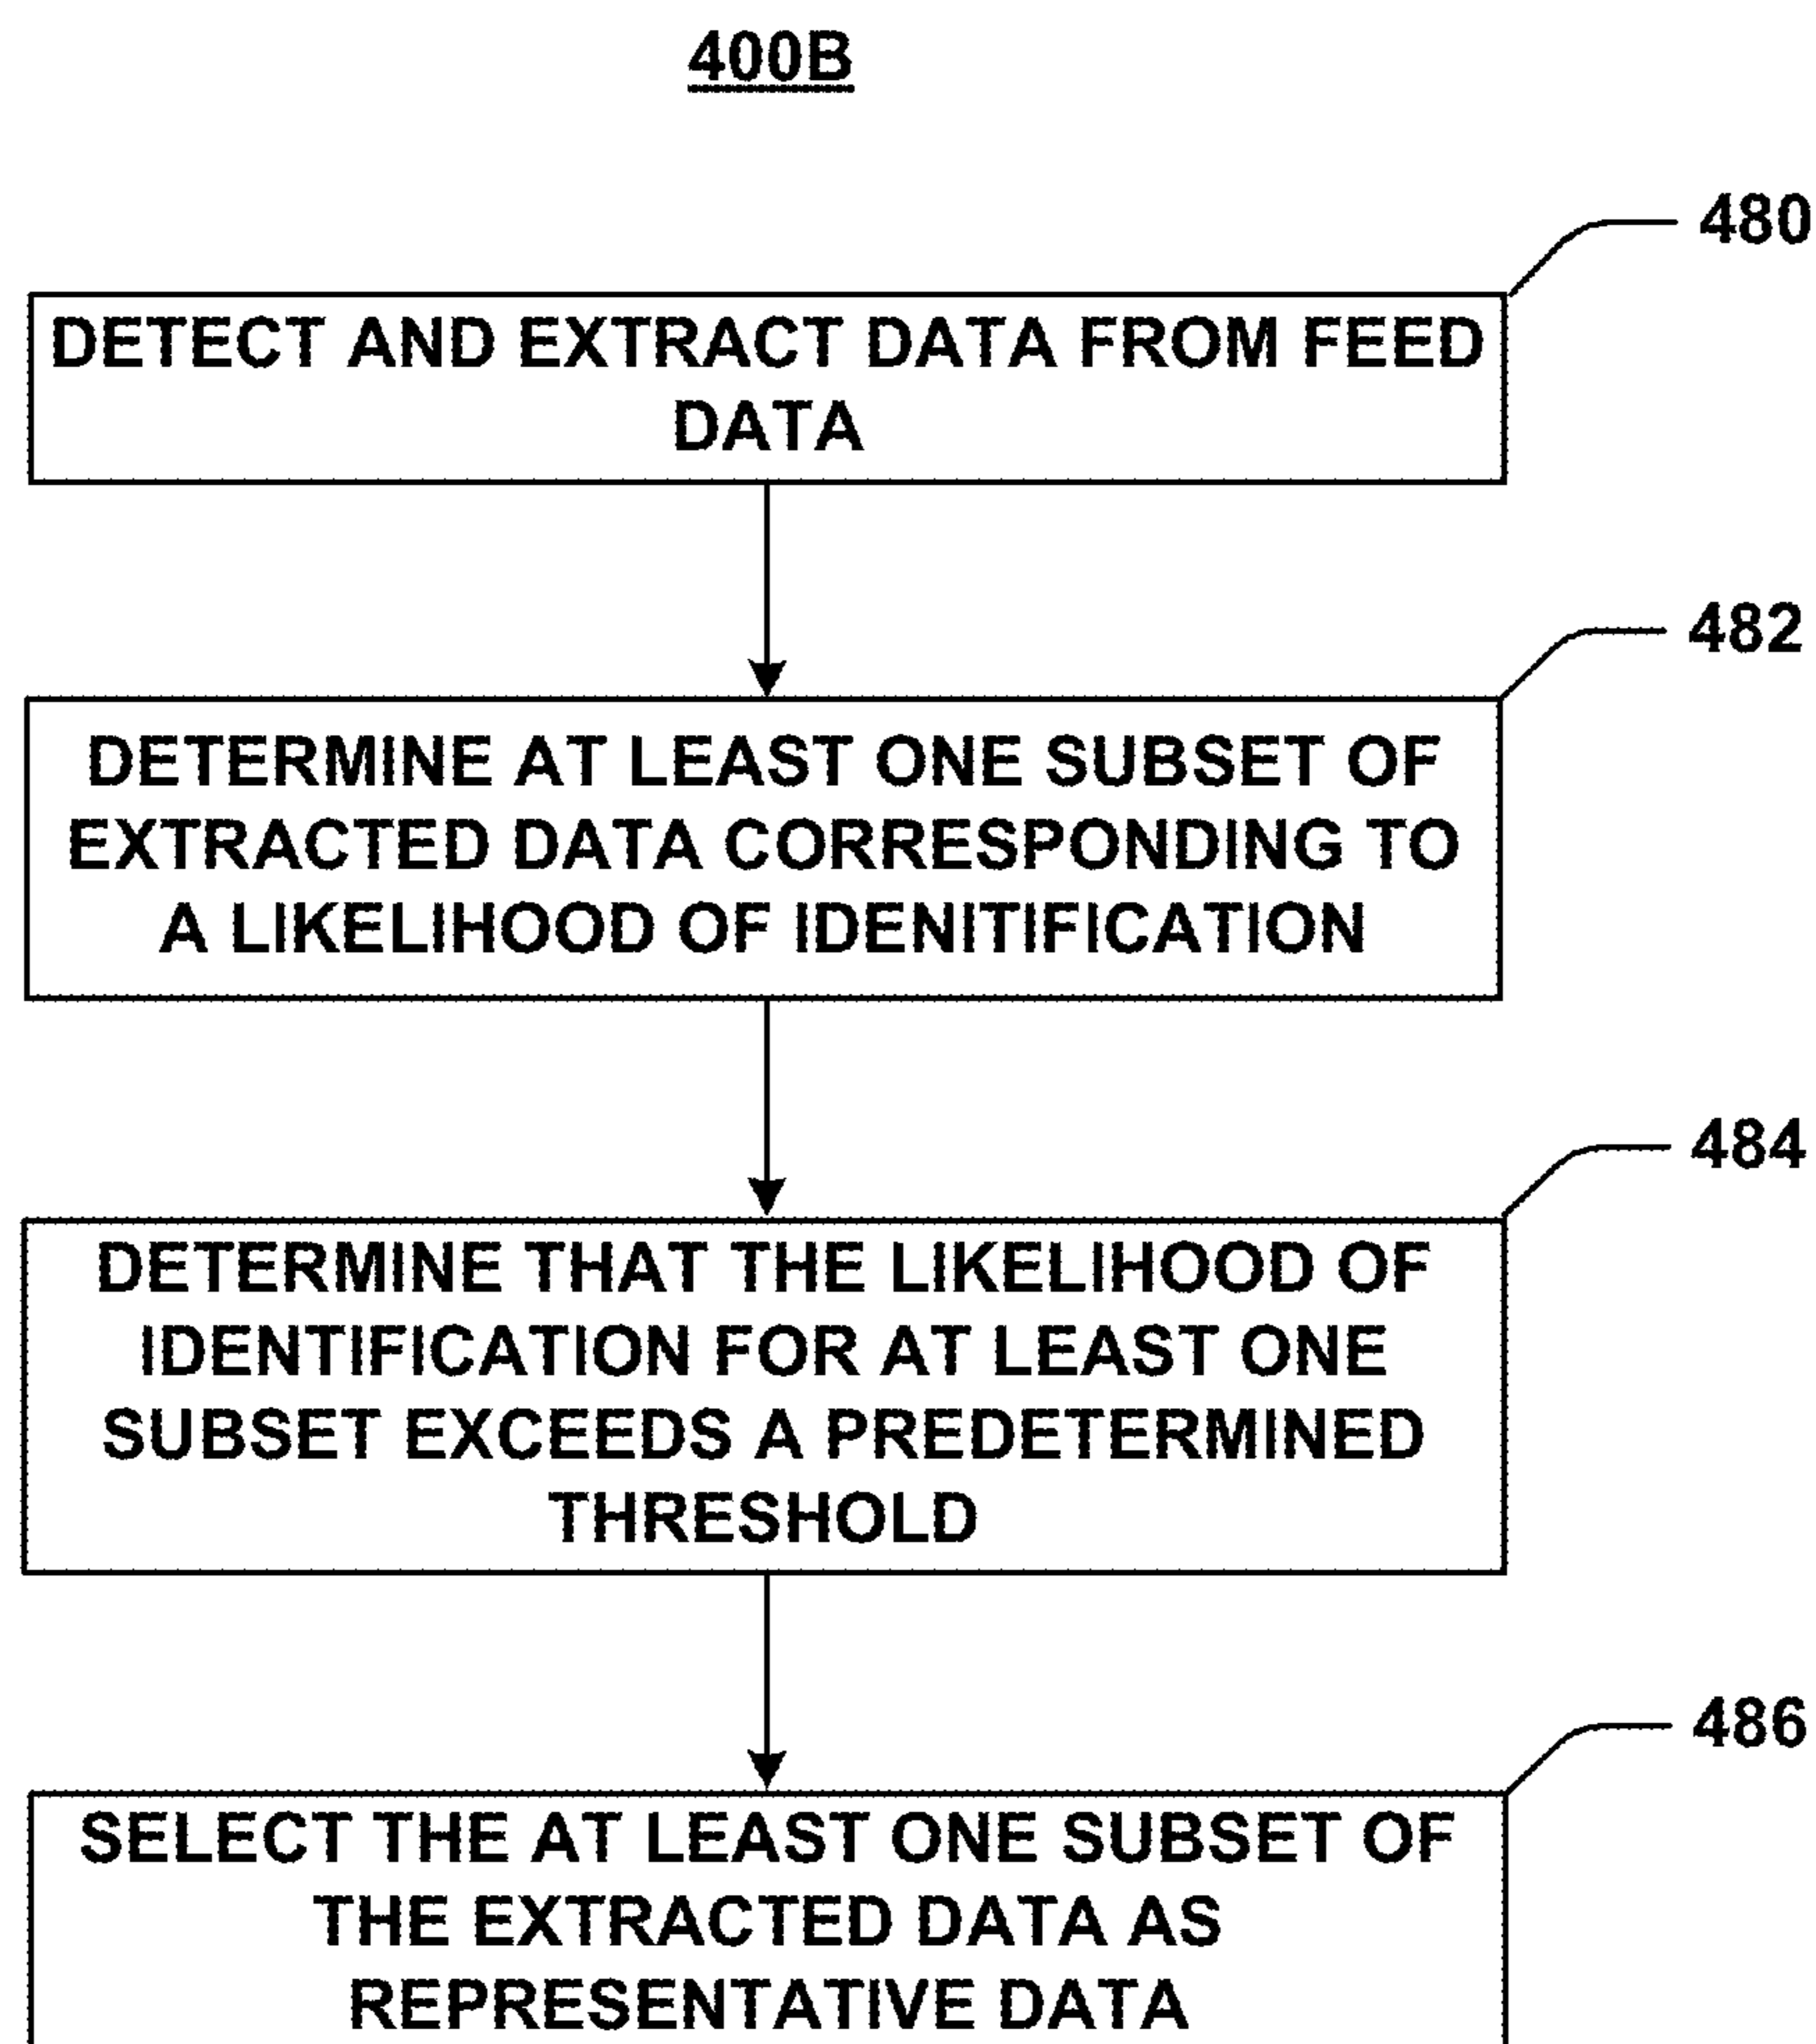 400B
480
DETECT AND EXTRACT DATA FROM FEED
DATA
482
DETERMINE AT LEAST ONE SUBSET OF
EXTRACTED DATA CORRESPONDING TO
A LIKELIHOOD OF IDENITIFICATION
484
DETERMINE THAT THE LIKELIHOOD OF
IDENTIFICATION FOR AT LEAST ONE
SUBSET EXCEEDS A PREDETERMINED
THRESHOLD
486
SELECT THE AT LEAST ONE SUBSET OF
THE EXTRACTED DATA AS
REPRESENTATIVE DATA